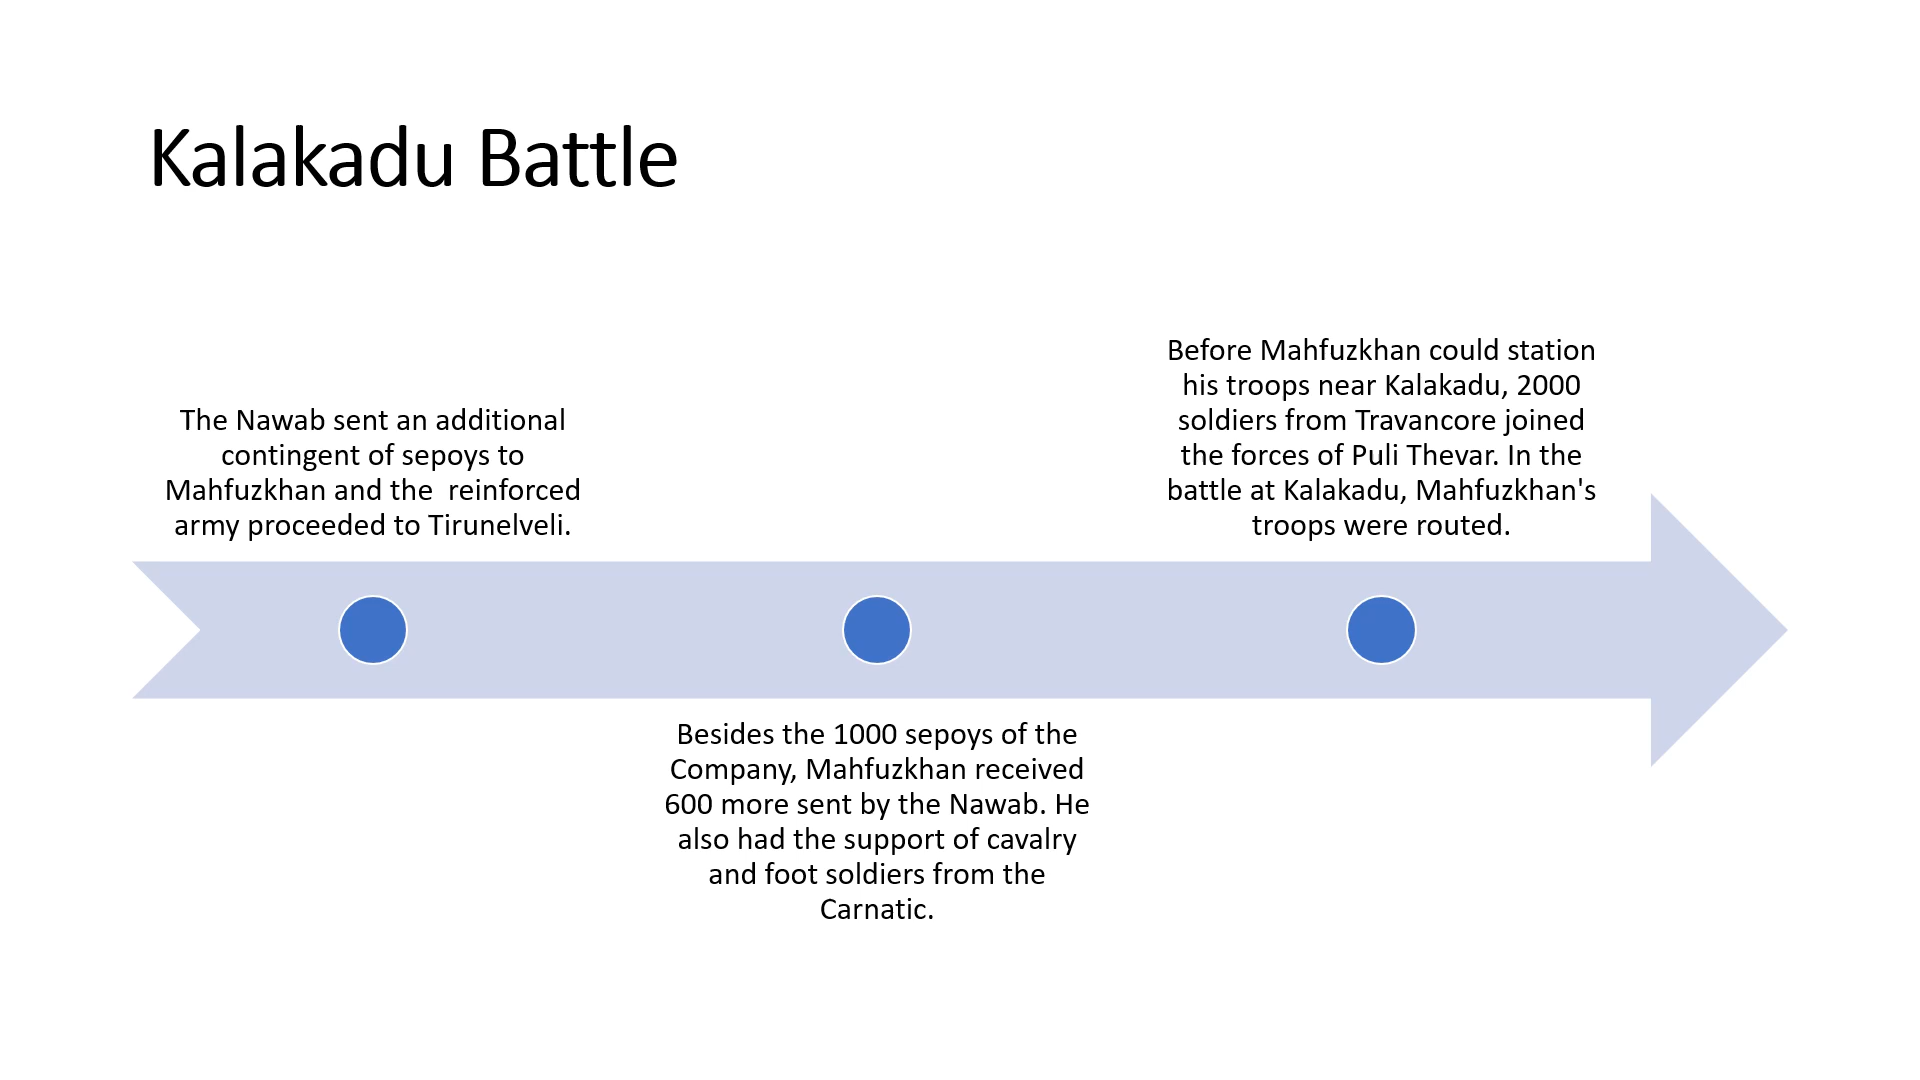 Kalakadu Battle
The Nawab sent an additional
contingent of sepoys to
Mahfuzkhan and the  reinforced
army proceeded to Tirunelveli.
Besides the 1000 sepoys of the
Company, Mahfuzkhan received
600 more sent by the Nawab. He
also had the support of cavalry
and foot soldiers from the
Carnatic.
Before Mahfuzkhan could station
his troops near Kalakadu, 2000
soldiers from Travancore joined
the forces of Puli Thevar. In the
battle at Kalakadu, Mahfuzkhan's
troops were routed.